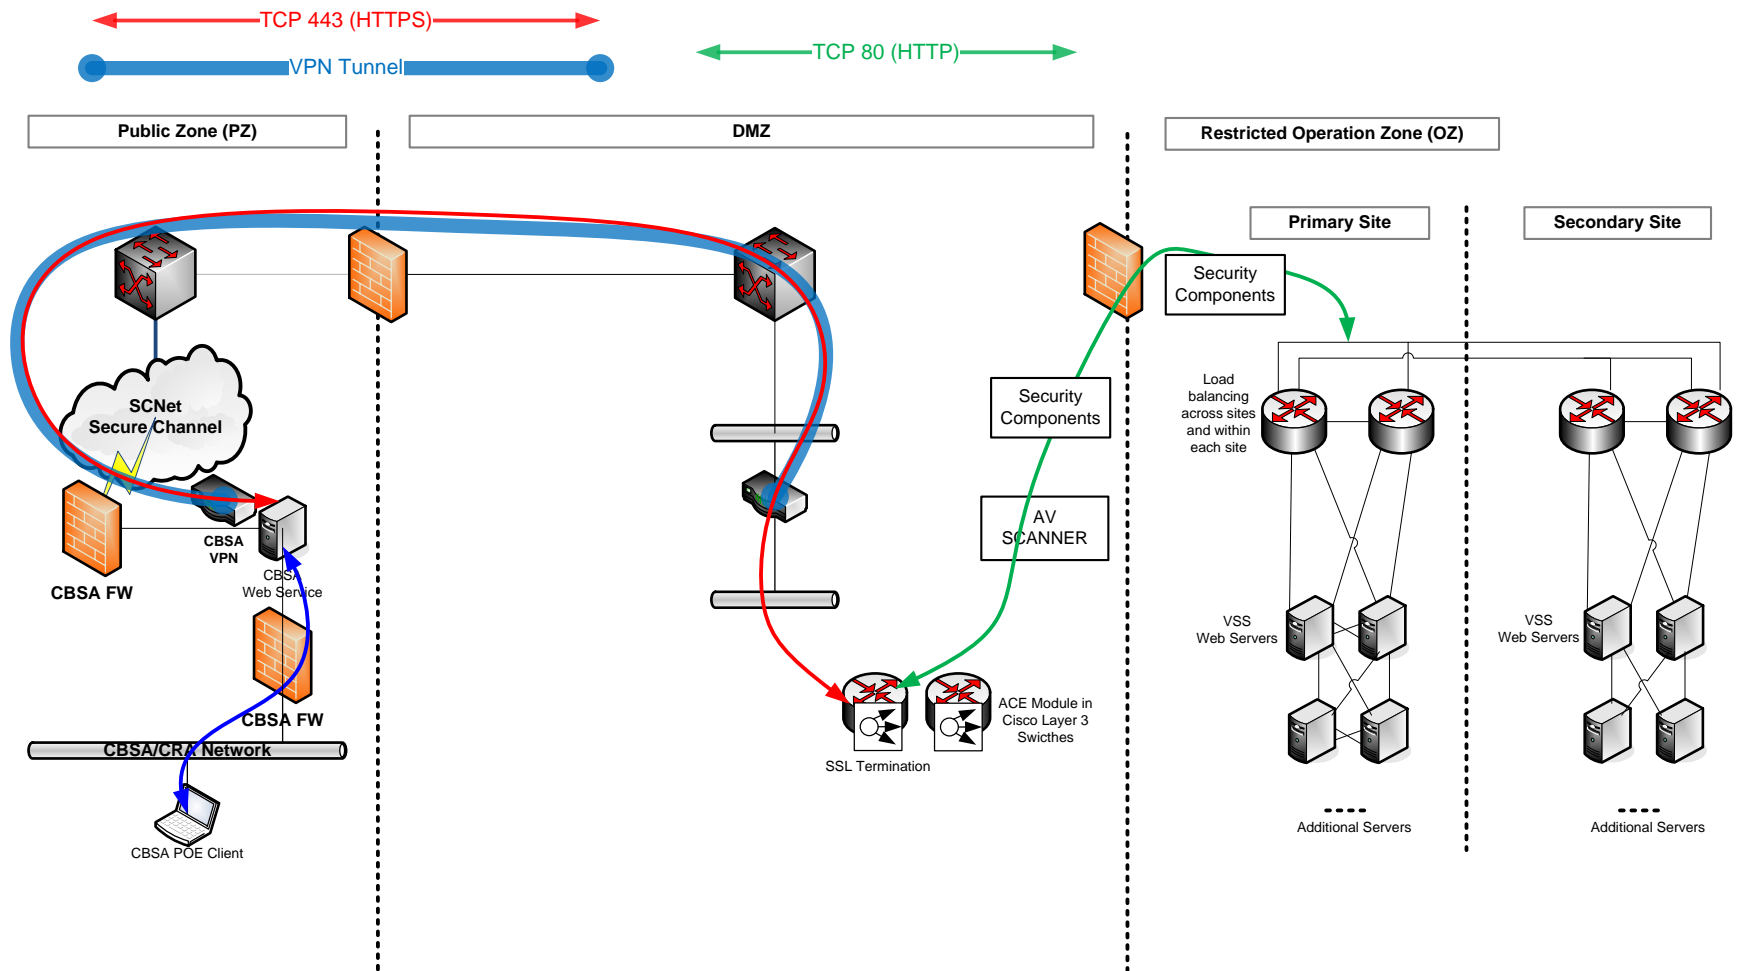 TCP 443 (HTTPS)
VPN Tunnel
TCP 80 (HTTP)
Public Zone (PZ)
DMZ
Restricted Operation Zone (OZ)
Primary Site
Secondary Site
Security
Components
Security
Components
AV
SCANNER
Load
balancing
across sites
and within
each site
SCNet
Secure Channel
CBSA
VPN
CBSA FW
CBSA
Web Service
CBSA FW
CBSA/CRA Network
CBSA POE Client
SSL Termination
ACE Module in
Cisco Layer 3
Swicthes
VSS
Web Servers
VSS
Web Servers
Additional Servers
Additional Servers